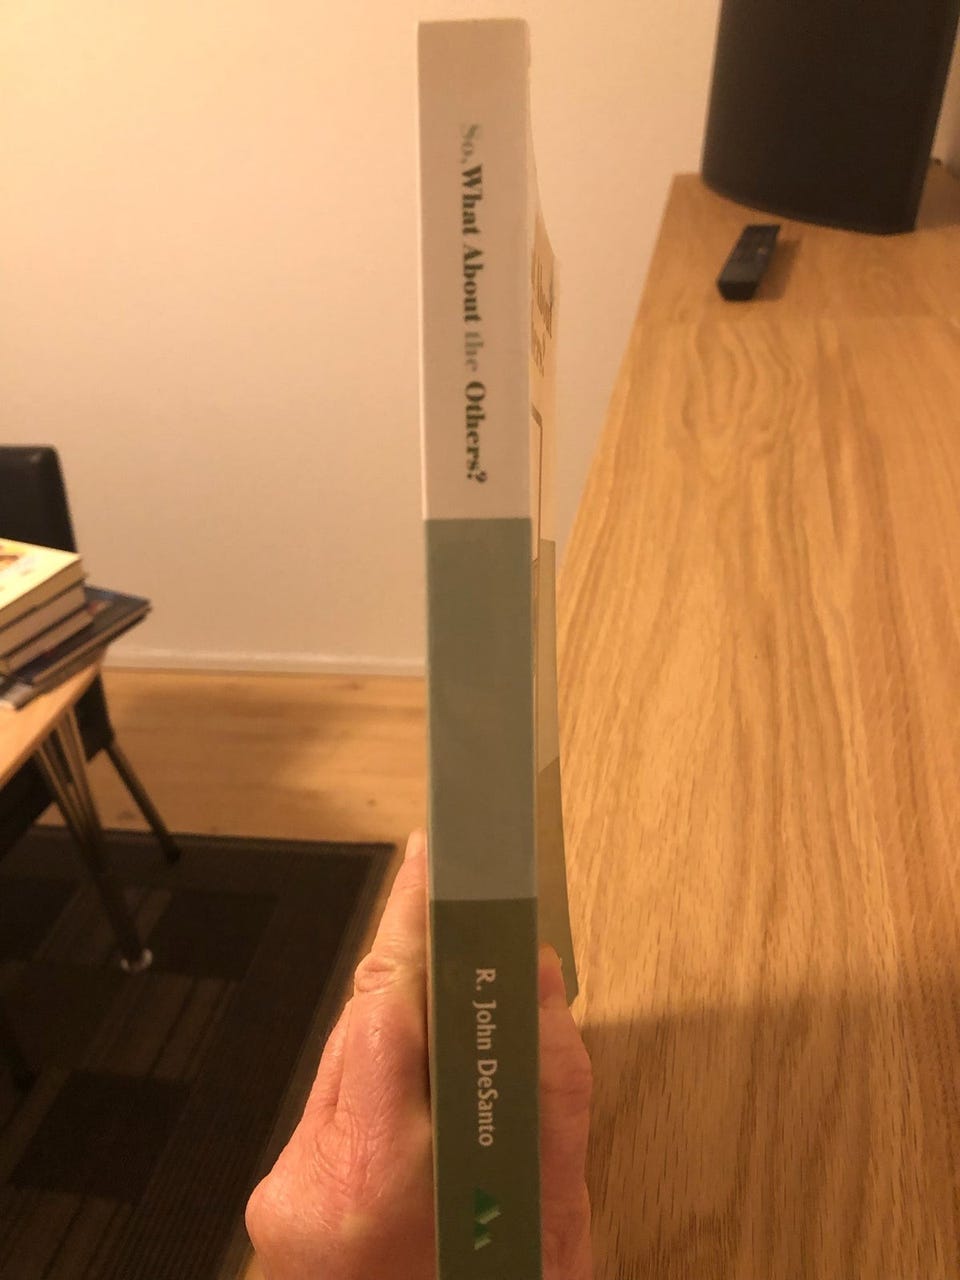 So, What About the Others?
R. John DeSanto